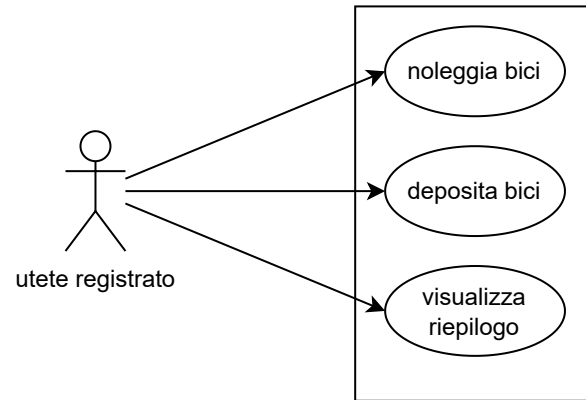 noleggia bici
deposita bici
utete registrato
visualizza
riepilogo